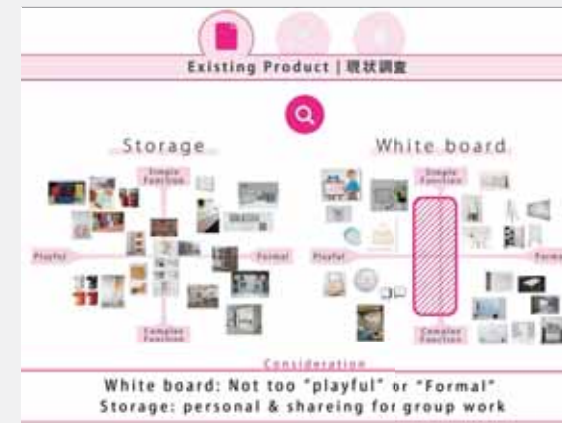 Existing Product | 現状調査
Storage
White board
Simple
Function
Simple
Function
Playful
Formal
Playful
Forma
Complex
Function
Complex
Function
Consideration
White board: Not too "playful" or "Formal"
Storage: personal & shareing for group work